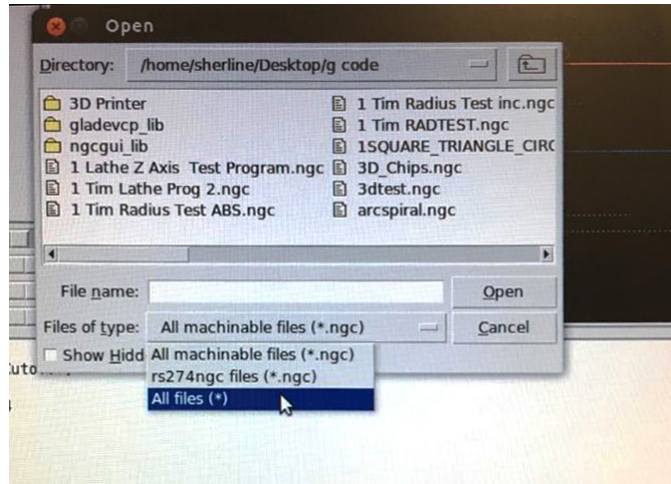 Open
Directory: /home/sherline/Desktop/g code
3D Printer
gladevcp_lib
ngcgui_lib
1 Lathe Z Axis Test Program.ngc
1 Tim Lathe Prog 2.ngc
1 Tim Radius Test ABS.ngc
1 Tim Radius Test inc.ngc
1 Tim RADTEST.ngc
1SQUARE_TRIANGLE_CIRC
3D_Chips.ngc
3dtest.ngc
arcspiral.ngc
File name:
Open
Files of type: All machinable files (*.ngc)
Cancel
Show Hidd
All machinable files (*.ngc)
rs274ngc files (*.ngc)
All files (*)